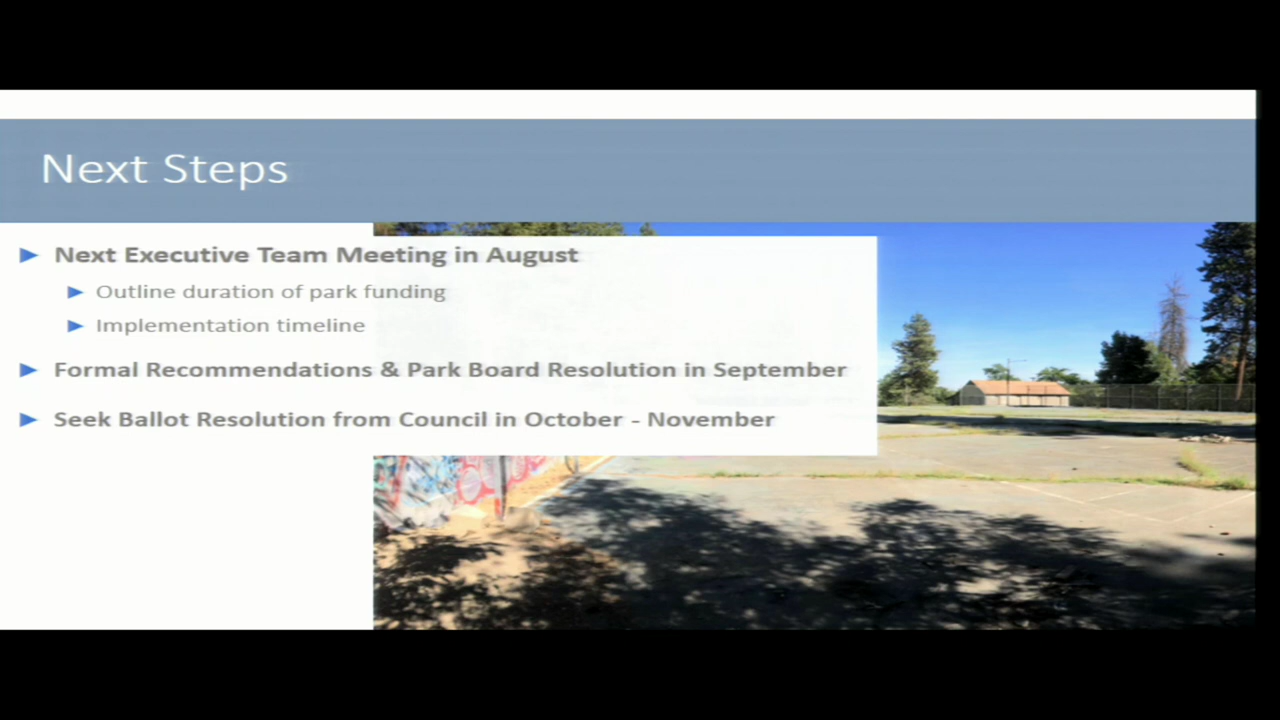 Next Steps
Next Executive Team Meeting in August
Outline duration of park funding
Implementation timeline
Formal Recommendations & Park Board Resolution in September
Seek Ballot Resolution from Council in October - November